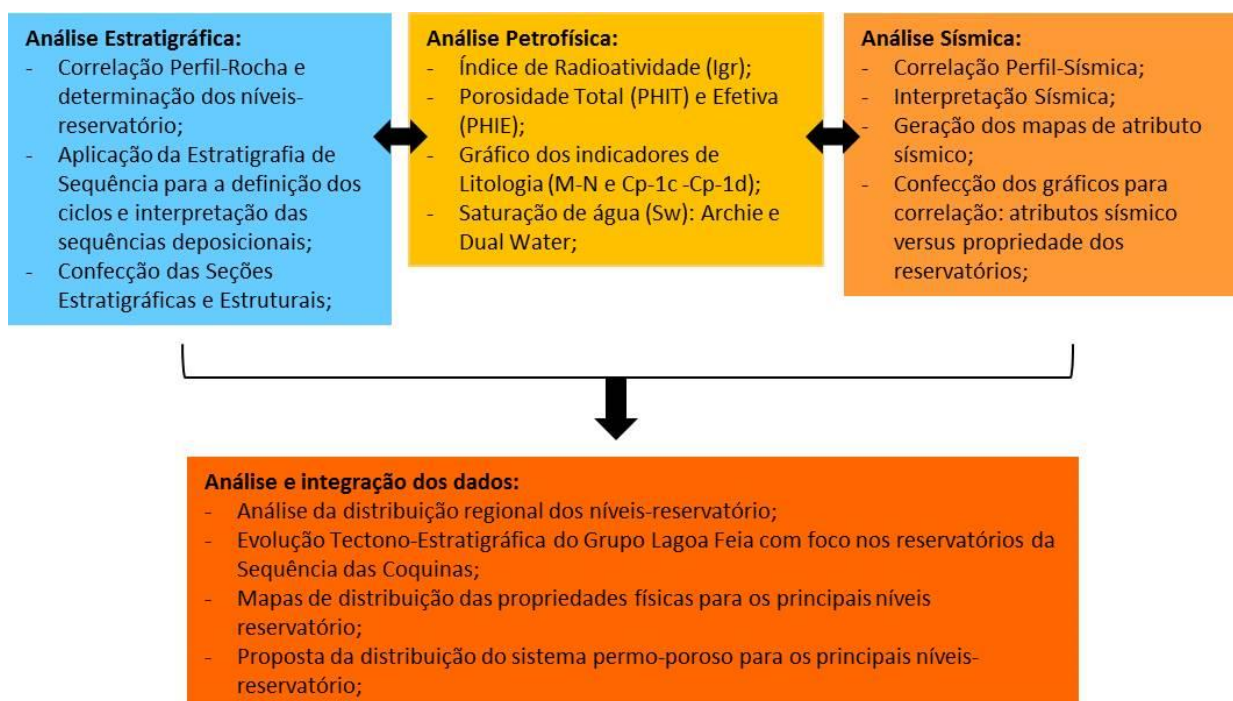 Análise Estratigráfica:
- Correlação Perfil-Rocha e
determinação dos níveis-
reservatório;
- Aplicação da Estratigrafia de
Sequência para a definição dos
ciclos e interpretação das
sequências deposicionais;
- Confecção das Seções
Estratigráficas e Estruturais;
Análise Petrofísica:
- Índice de Radioatividade (Igr);
- Porosidade Total (PHIT) e Efetiva
(PHIE);
- Gráfico dos indicadores de
Litologia (M-N e Cp-1c -Cp-1d);
- Saturação de água (Sw): Archie e
Dual Water;
Análise Sísmica:
- Correlação Perfil-Sísmica;
- Interpretação Sísmica;
- Geração dos mapas de atributo
sísmico;
- Confecção dos gráficos para
correlação: atributos sísmico
versus propriedade dos
reservatórios;
Análise e integração dos dados:
- Análise da distribuição regional dos níveis-reservatório;
- Evolução Tectono-Estratigráfica do Grupo Lagoa Feia com foco nos reservatórios da
Sequência das Coquinas;
- Mapas de distribuição das propriedades físicas para os principais níveis
reservatório;
- Proposta da distribuição do sistema permo-poroso para os principais níveis-
reservatório;